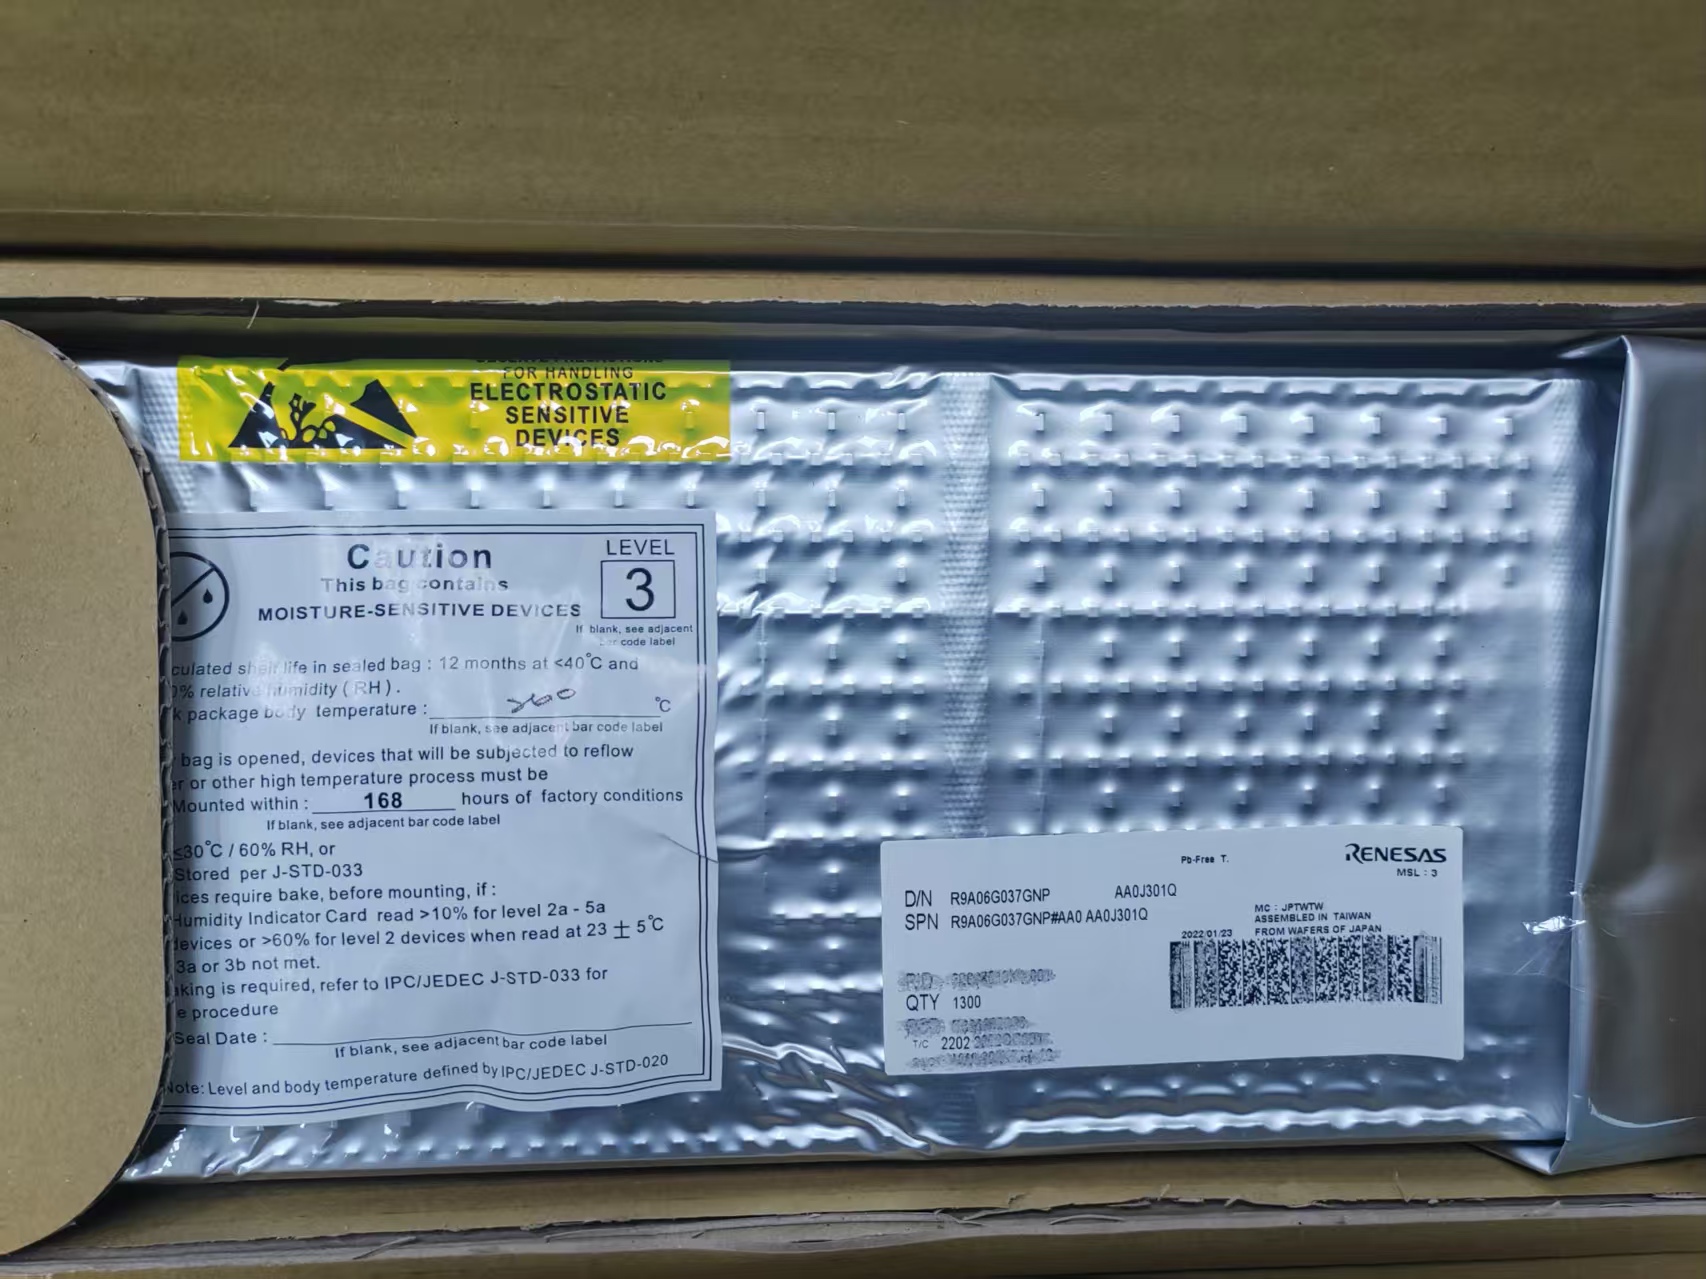 FOR HANDLING
ELECTROSTATIC
SENSITIVE
DEVICES
Caution
This bag contains
MOISTURE-SENSITIVE DEVICES
LEVEL
3
If blank, see adjacent
bar code label
culated shelf life in sealed bag : 12 months at <40°C and
0% relative humidity ( RH ) .
k package body temperature : 260 °C
If blank, see adjacent bar code label
bag is opened, devices that will be subjected to reflow
er or other high temperature process must be
Mounted within : 168 hours of factory conditions
If blank, see adjacent bar code label
≤30°C / 60% RH, or
Stored per J-STD-033
ices require bake, before mounting, if :
Humidity Indicator Card read >10% for level 2a - 5a
devices or >60% for level 2 devices when read at 23 ± 5°C
3a or 3b not met.
aking is required, refer to IPC/JEDEC J-STD-033 for
e procedure
Seal Date :
If blank, see adjacent bar code label
Note: Level and body temperature defined by IPC/JEDEC J-STD-020
Pb-Free T.
RENESAS
MSL : 3
D/N R9A06G037GNP AA0J301Q
SPN R9A06G037GNP#AA0 AA0J301Q
MC : JPTWTW
ASSEMBLED IN TAIWAN
FROM WAFERS OF JAPAN
2022/01/23
QTY 1300
T/C 2202